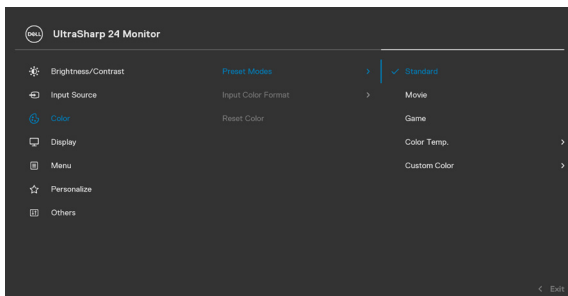 DELL UltraSharp 24 Monitor
Brightness/Contrast Preset Modes > ✓ Standard
Input Source Input Color Format > Movie
Color Reset Color Game
Display Color Temp. >
Menu Custom Color >
Personalize
Others
< Exit